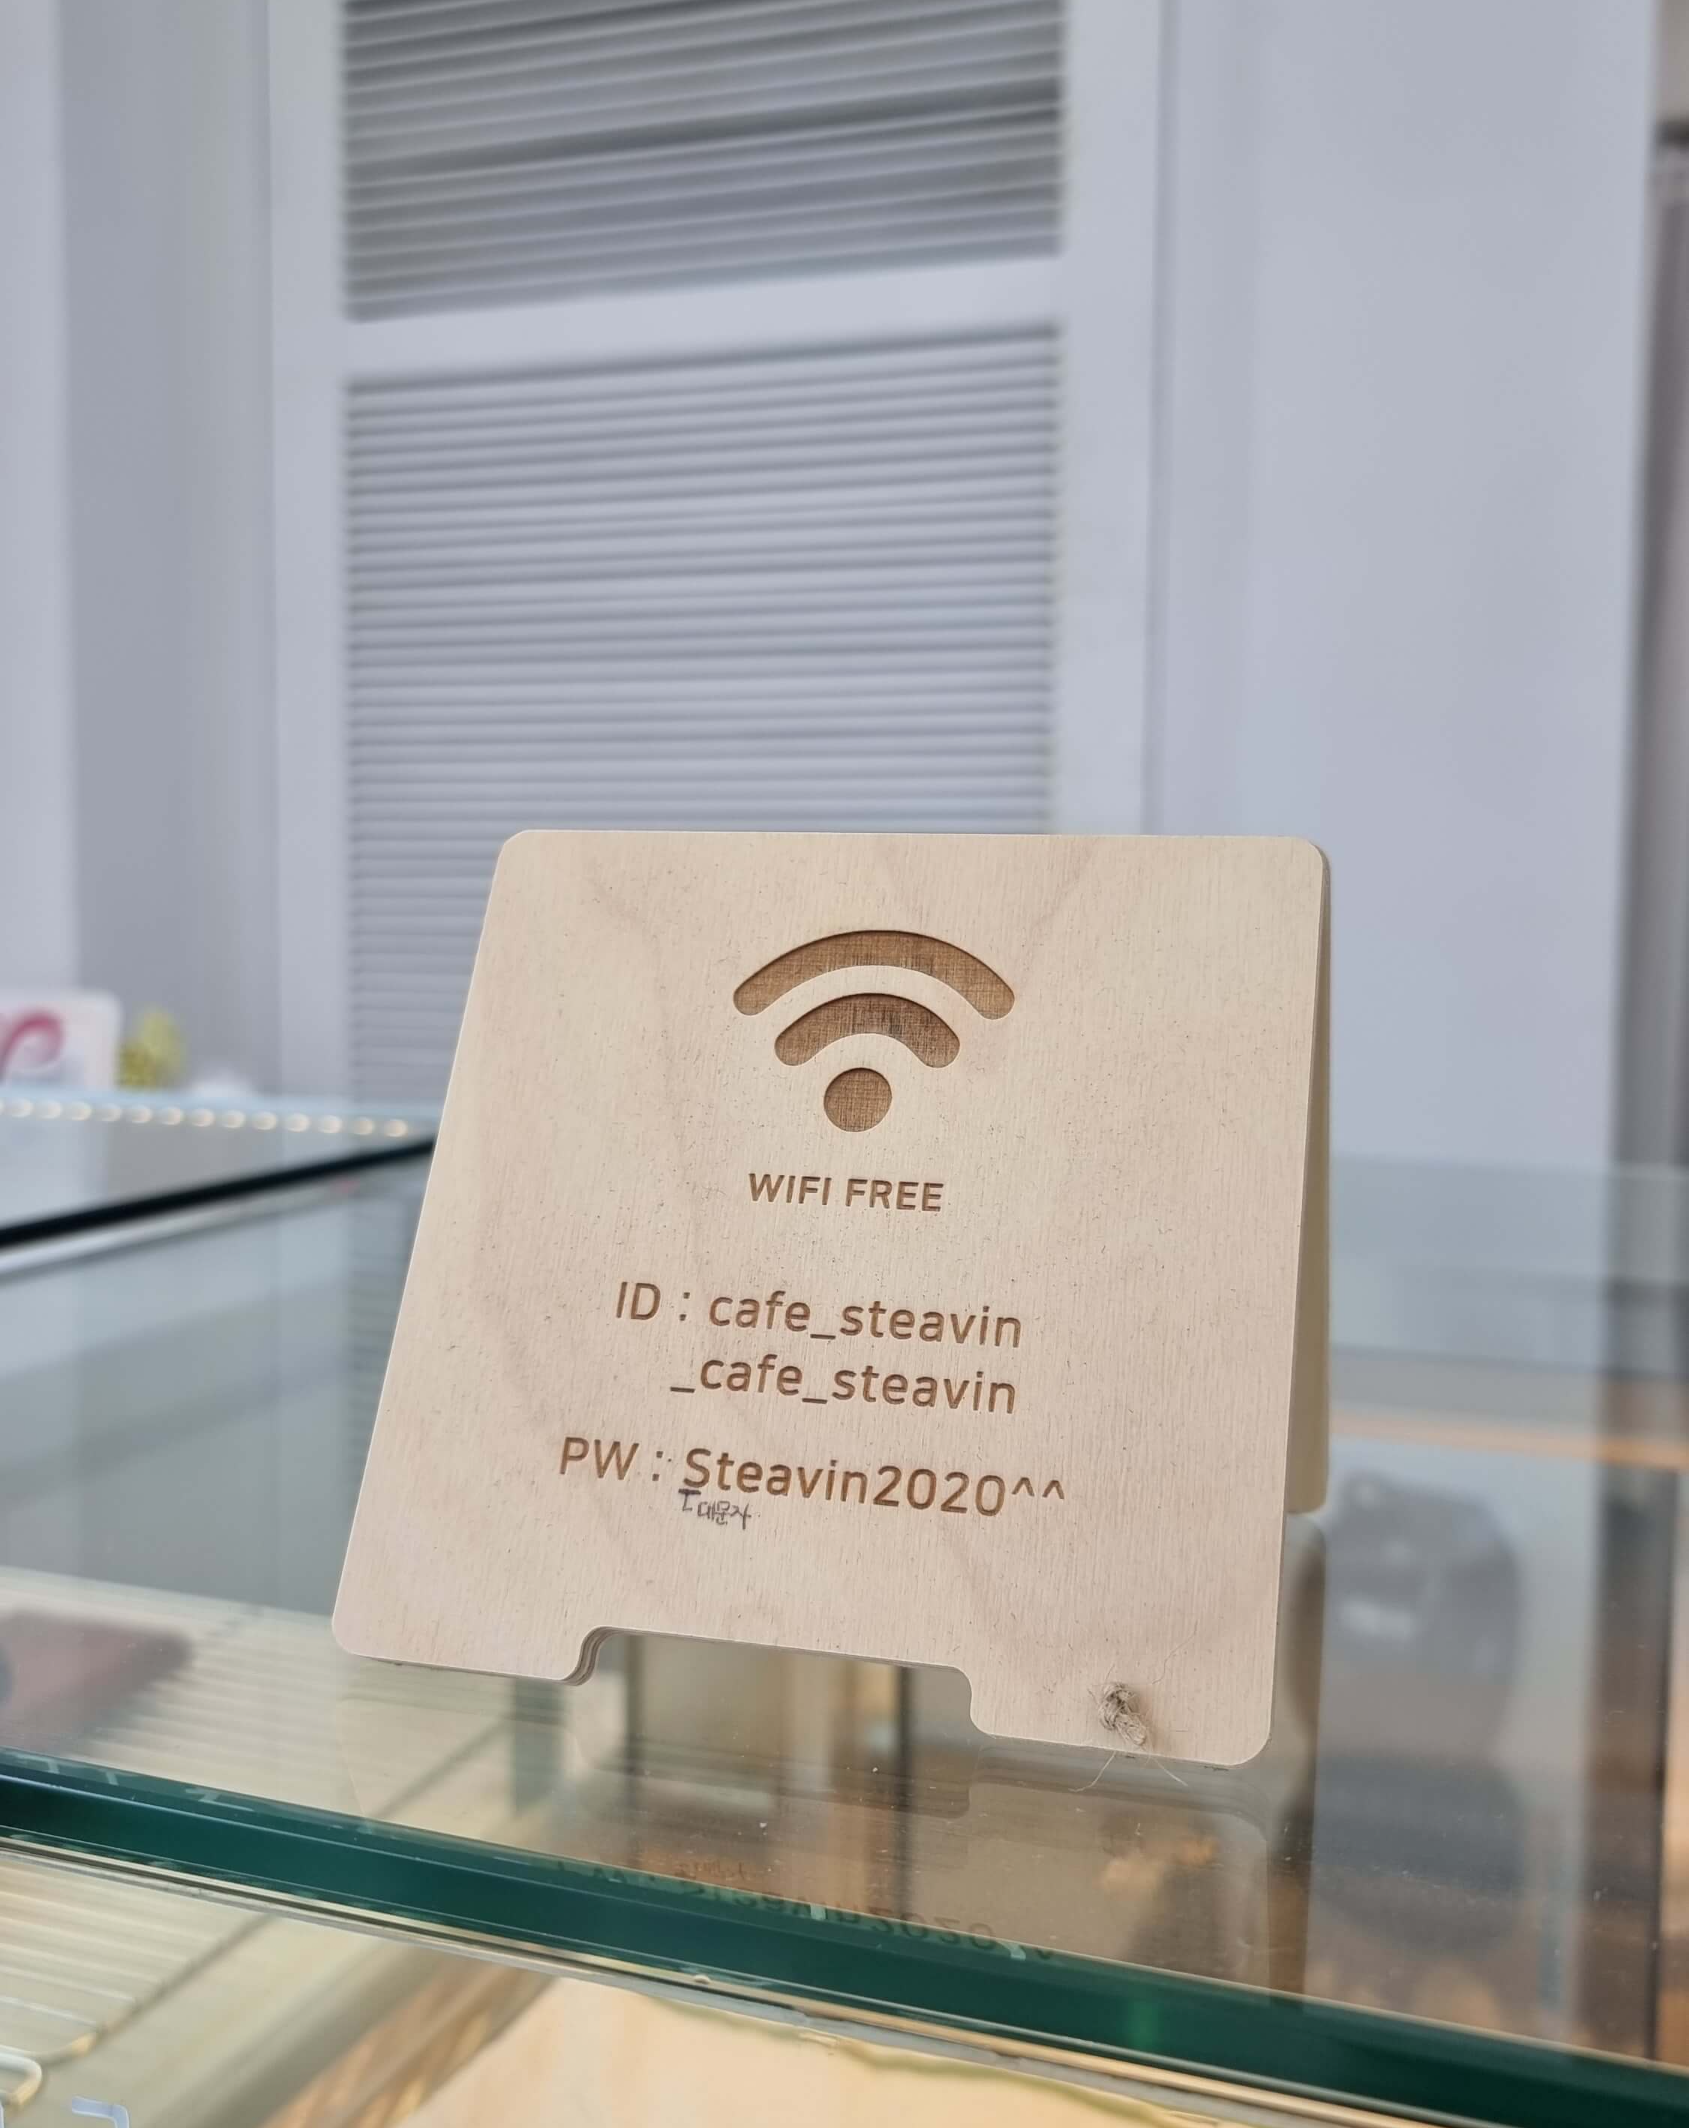 WIFI FREE
ID : cafe_steavin
_cafe_steavin
PW : Steavin2020^^
대문자